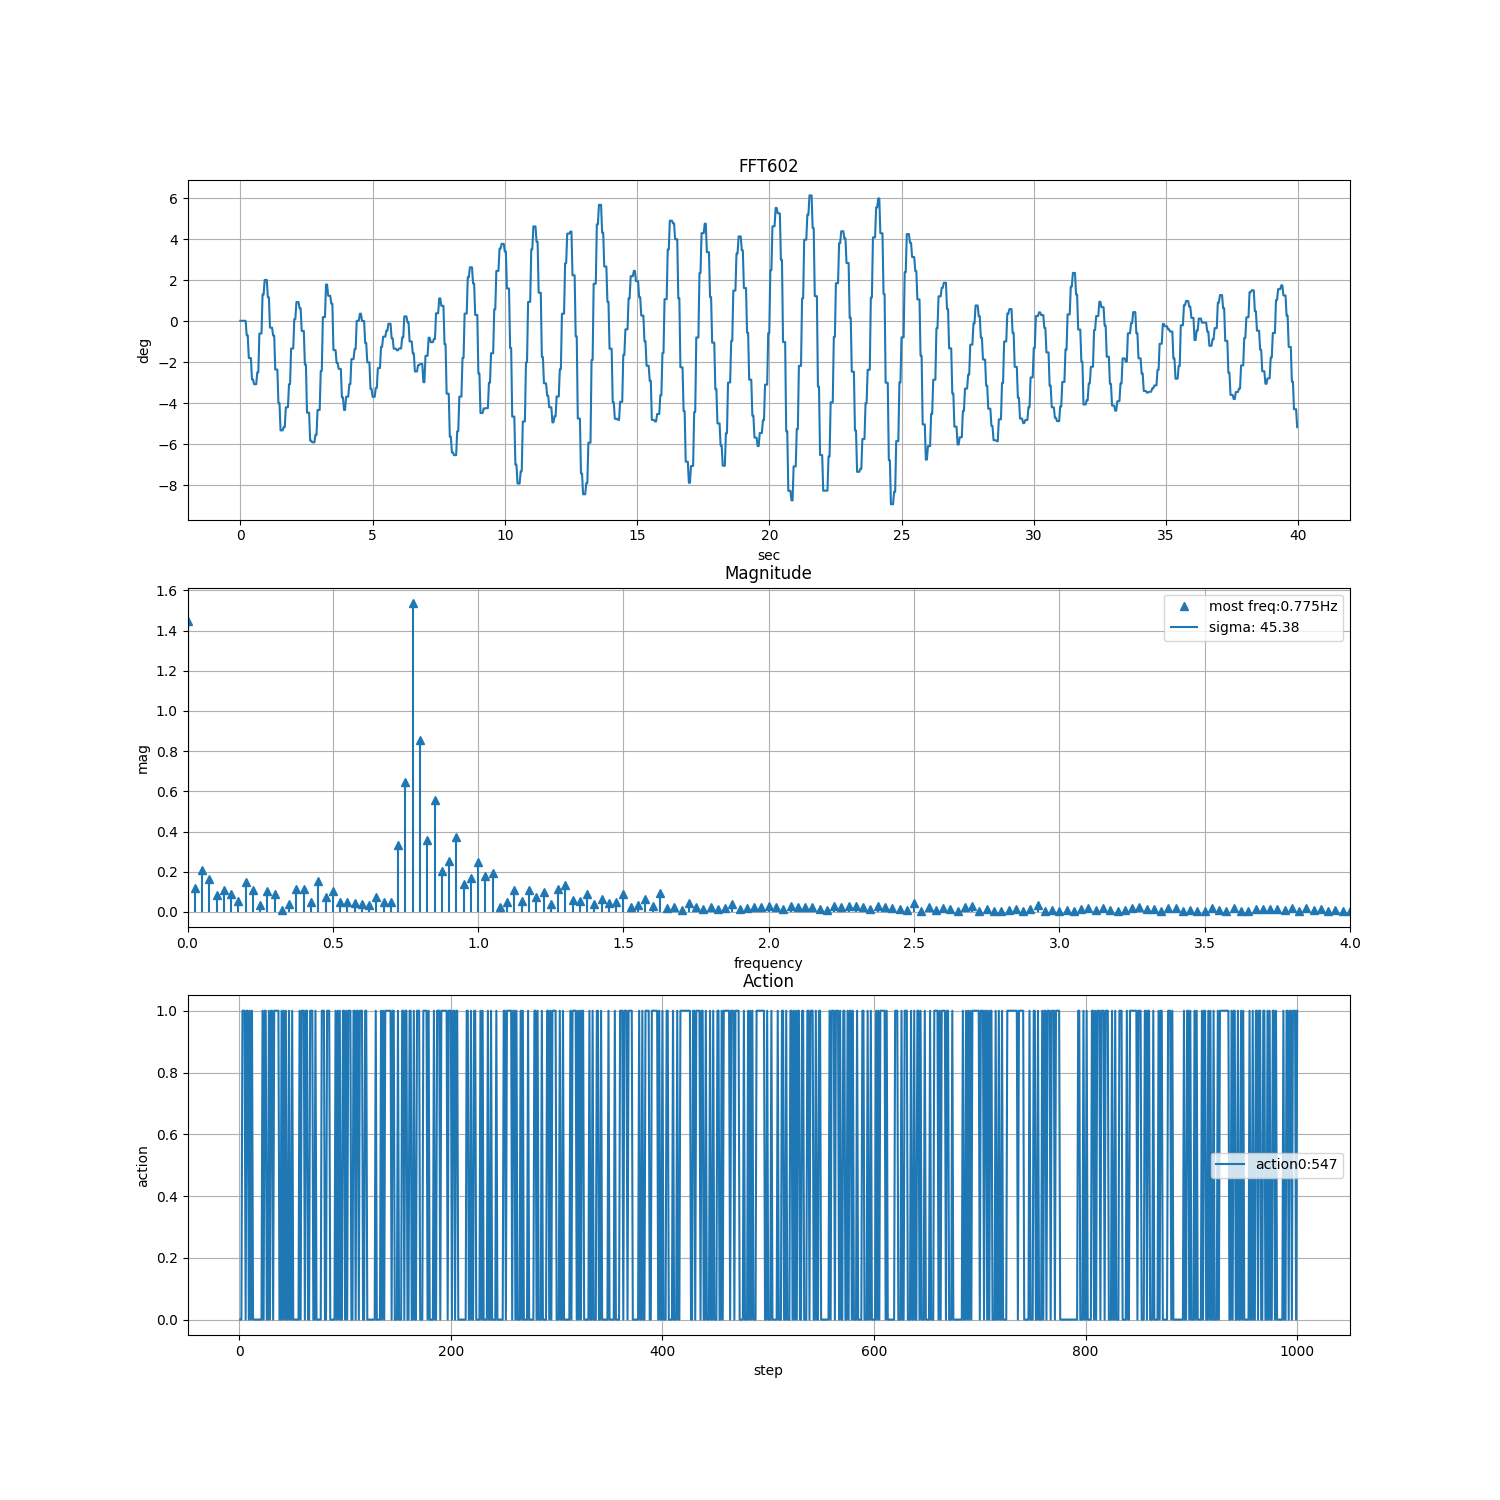 FFT602
6
4
2
0
−2
−4
−6
−8
deg
0 5 10 15 20 25 30 35 40
sec
Magnitude
1.6
1.4
1.2
1.0
0.8
0.6
0.4
0.2
0.0
mag
most freq:0.775Hz
sigma: 45.38
0.0 0.5 1.0 1.5 2.0 2.5 3.0 3.5 4.0
frequency
Action
1.0
0.8
0.6
0.4
0.2
0.0
action
action0:547
0 200 400 600 800 1000
step